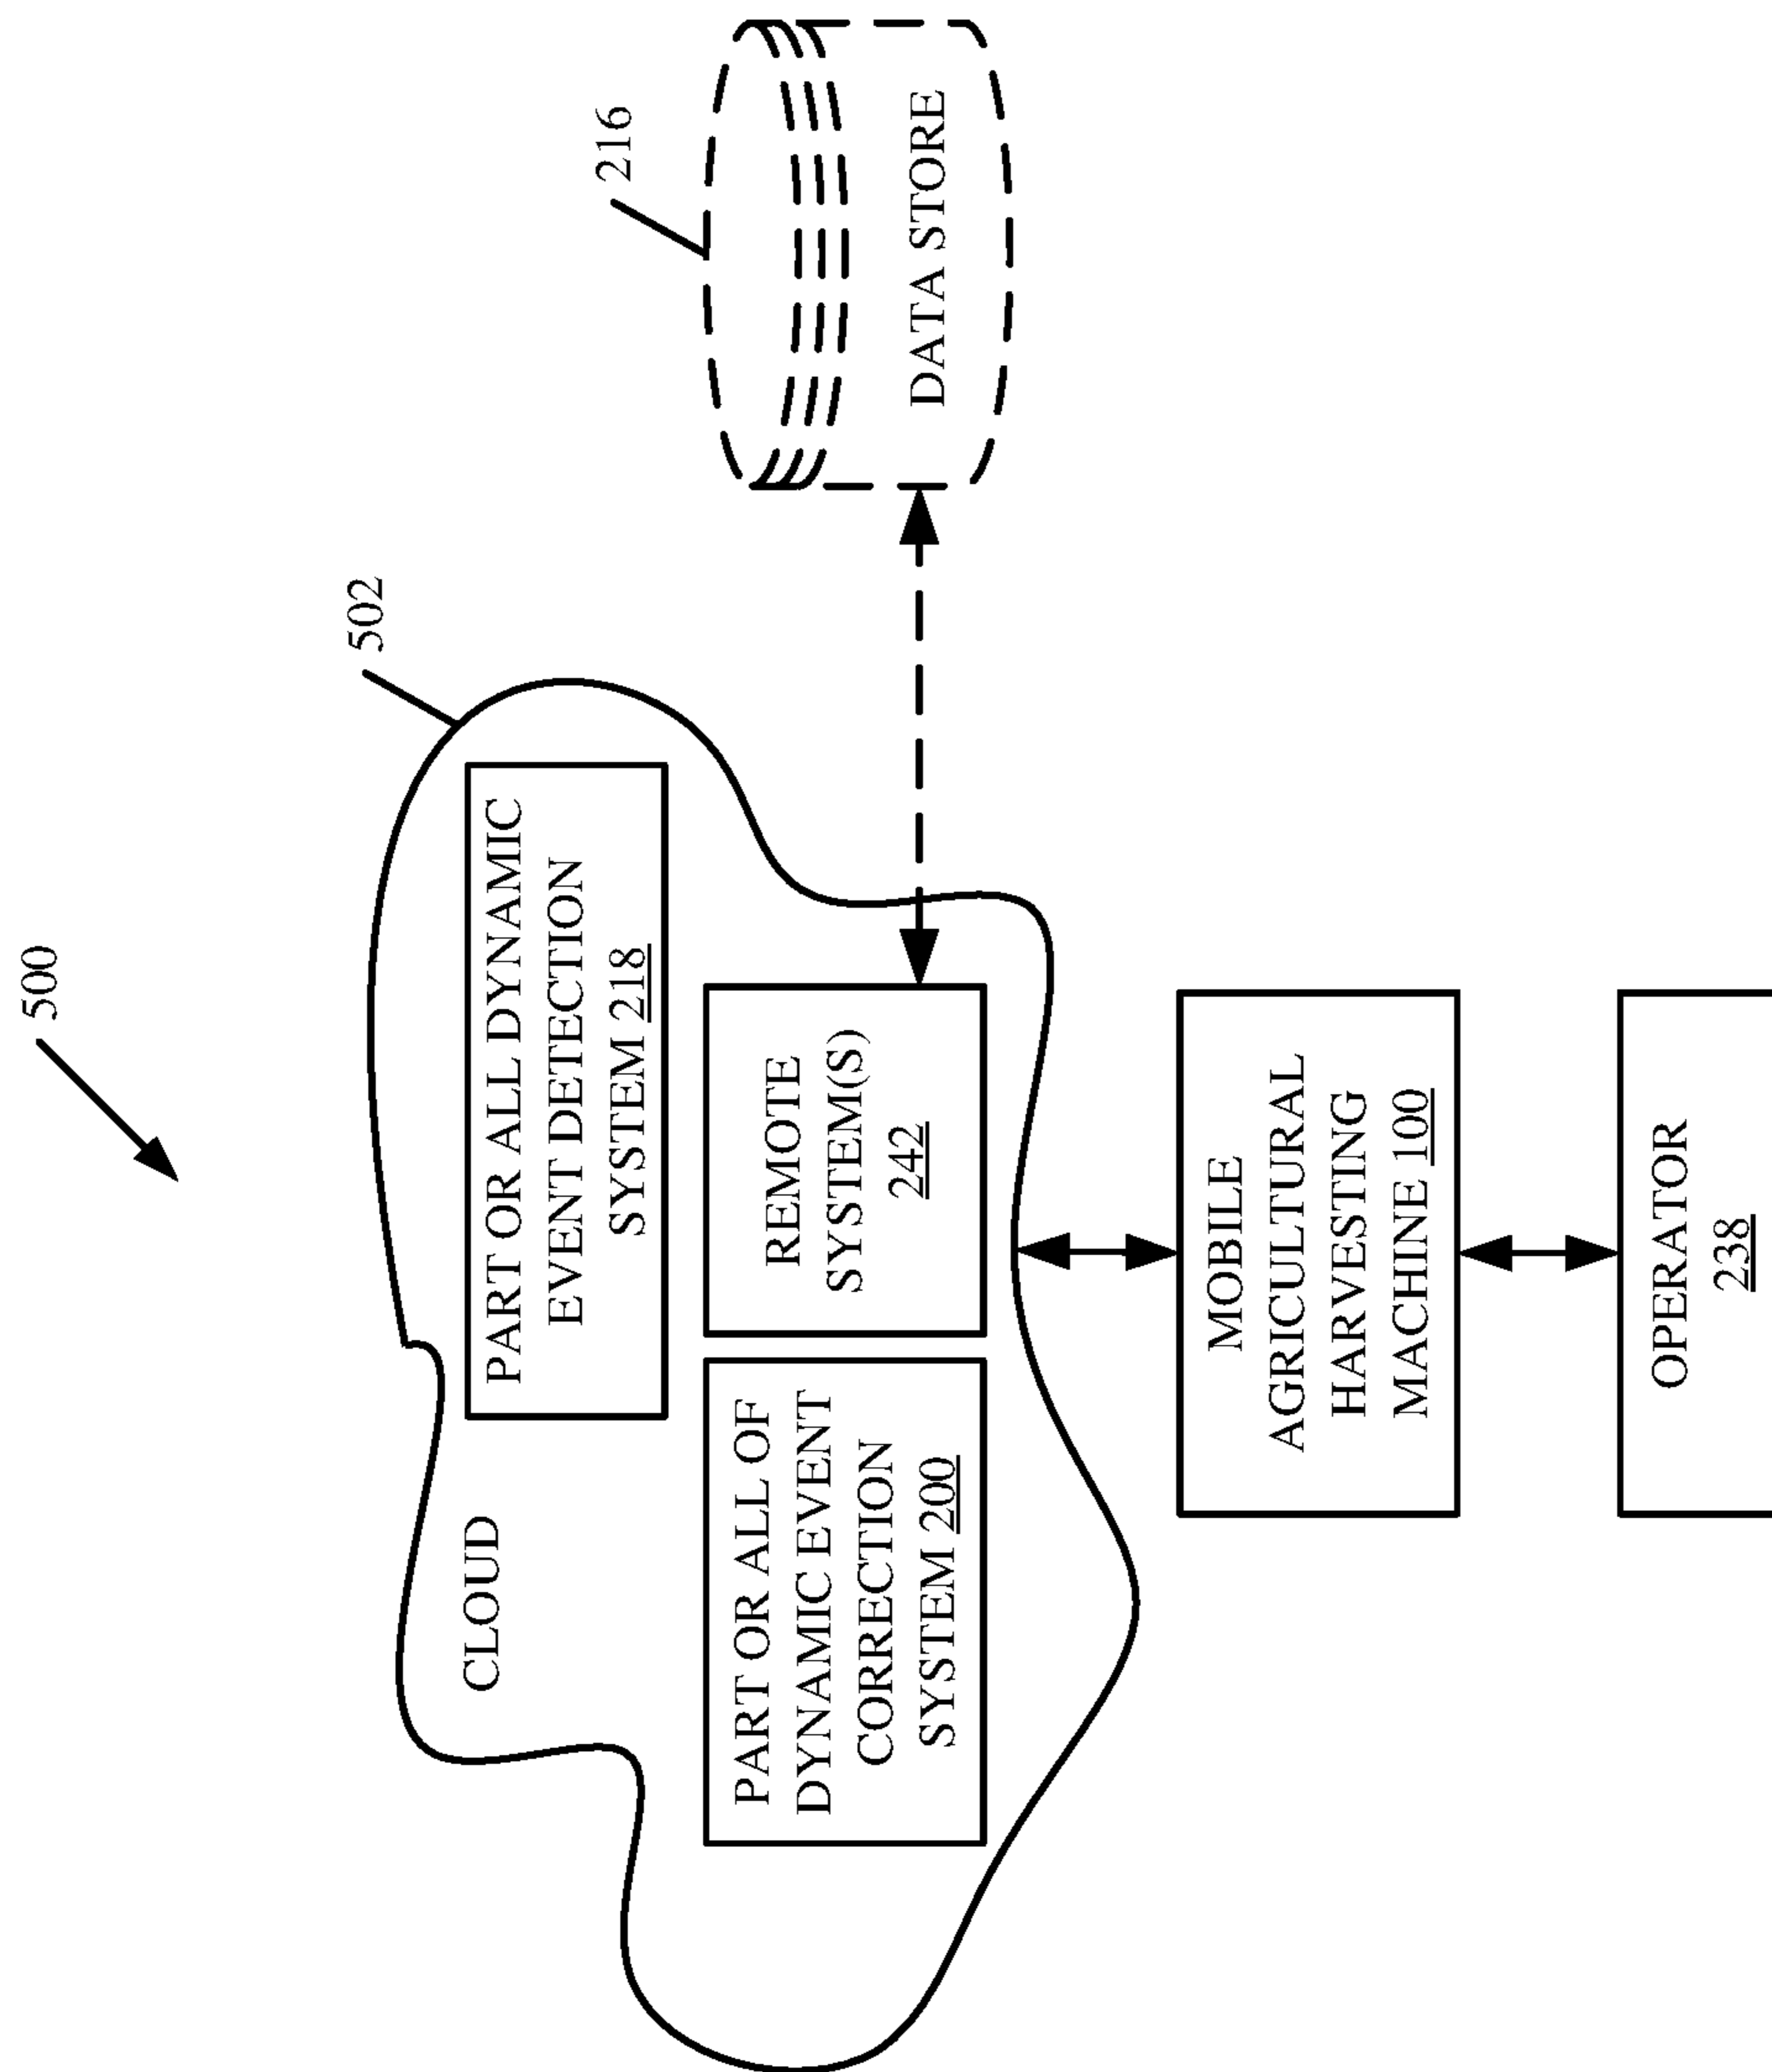 500
502
CLOUD
PART OR ALL DYNAMIC
EVENT DETECTION
SYSTEM 218
216
PART OR ALL OF
DYNAMIC EVENT
CORRECTION
SYSTEM 200
REMOTE
SYSTEM(S)
242
DATA STORE
MOBILE
AGRICULTURAL
HARVESTING
MACHINE 100
OPERATOR
238